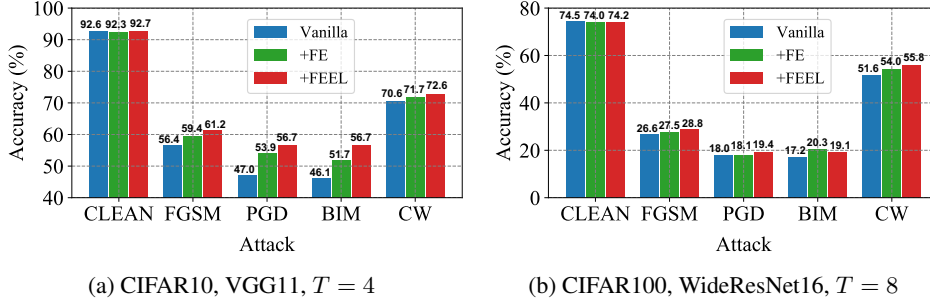 100
90
80
70
60
50
40
Accuracy (%)
92.6 92.3 92.7
56.4 59.4 61.2
47.0 53.9 56.7
46.1 51.7 56.7
70.6 71.7 72.6
Vanilla
+FE
+FEEL
CLEAN FGSM PGD BIM CW
Attack
(a) CIFAR10, VGG11, T = 4
80
60
40
20
0
Accuracy (%)
74.5 74.0 74.2
26.6 27.5 28.8
18.0 18.1 19.4
17.2 20.3 19.1
51.6 54.0 55.8
Vanilla
+FE
+FEEL
CLEAN FGSM PGD BIM CW
Attack
(b) CIFAR100, WideResNet16, T = 8